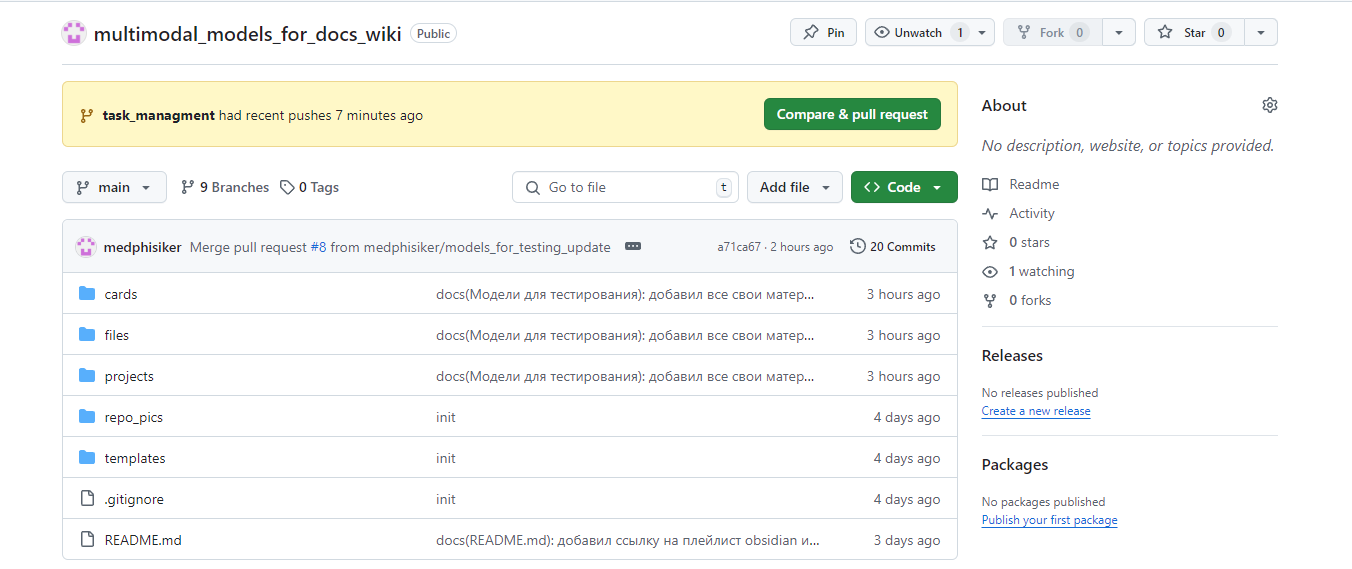 multimodal_models_for_docs_wiki Public Pin Unwatch 1 Fork 0 Star 0
task_managment had recent pushes 7 minutes ago Compare & pull request
main 9 Branches 0 Tags Go to file t Add file Code
medphisiker Merge pull request #8 from medphisiker/models_for_testing_update a71ca67 · 2 hours ago 20 Commits
cards docs(Модели для тестирования): добавил все свои матер... 3 hours ago
files docs(Модели для тестирования): добавил все свои матер... 3 hours ago
projects docs(Модели для тестирования): добавил все свои матер... 3 hours ago
repo_pics init 4 days ago
templates init 4 days ago
.gitignore init 4 days ago
README.md docs(README.md): добавил ссылку на плейлист obsidian и... 3 days ago
About
No description, website, or topics provided.
Readme
Activity
0 stars
1 watching
0 forks
Releases
No releases published
Create a new release
Packages
No packages published
Publish your first package